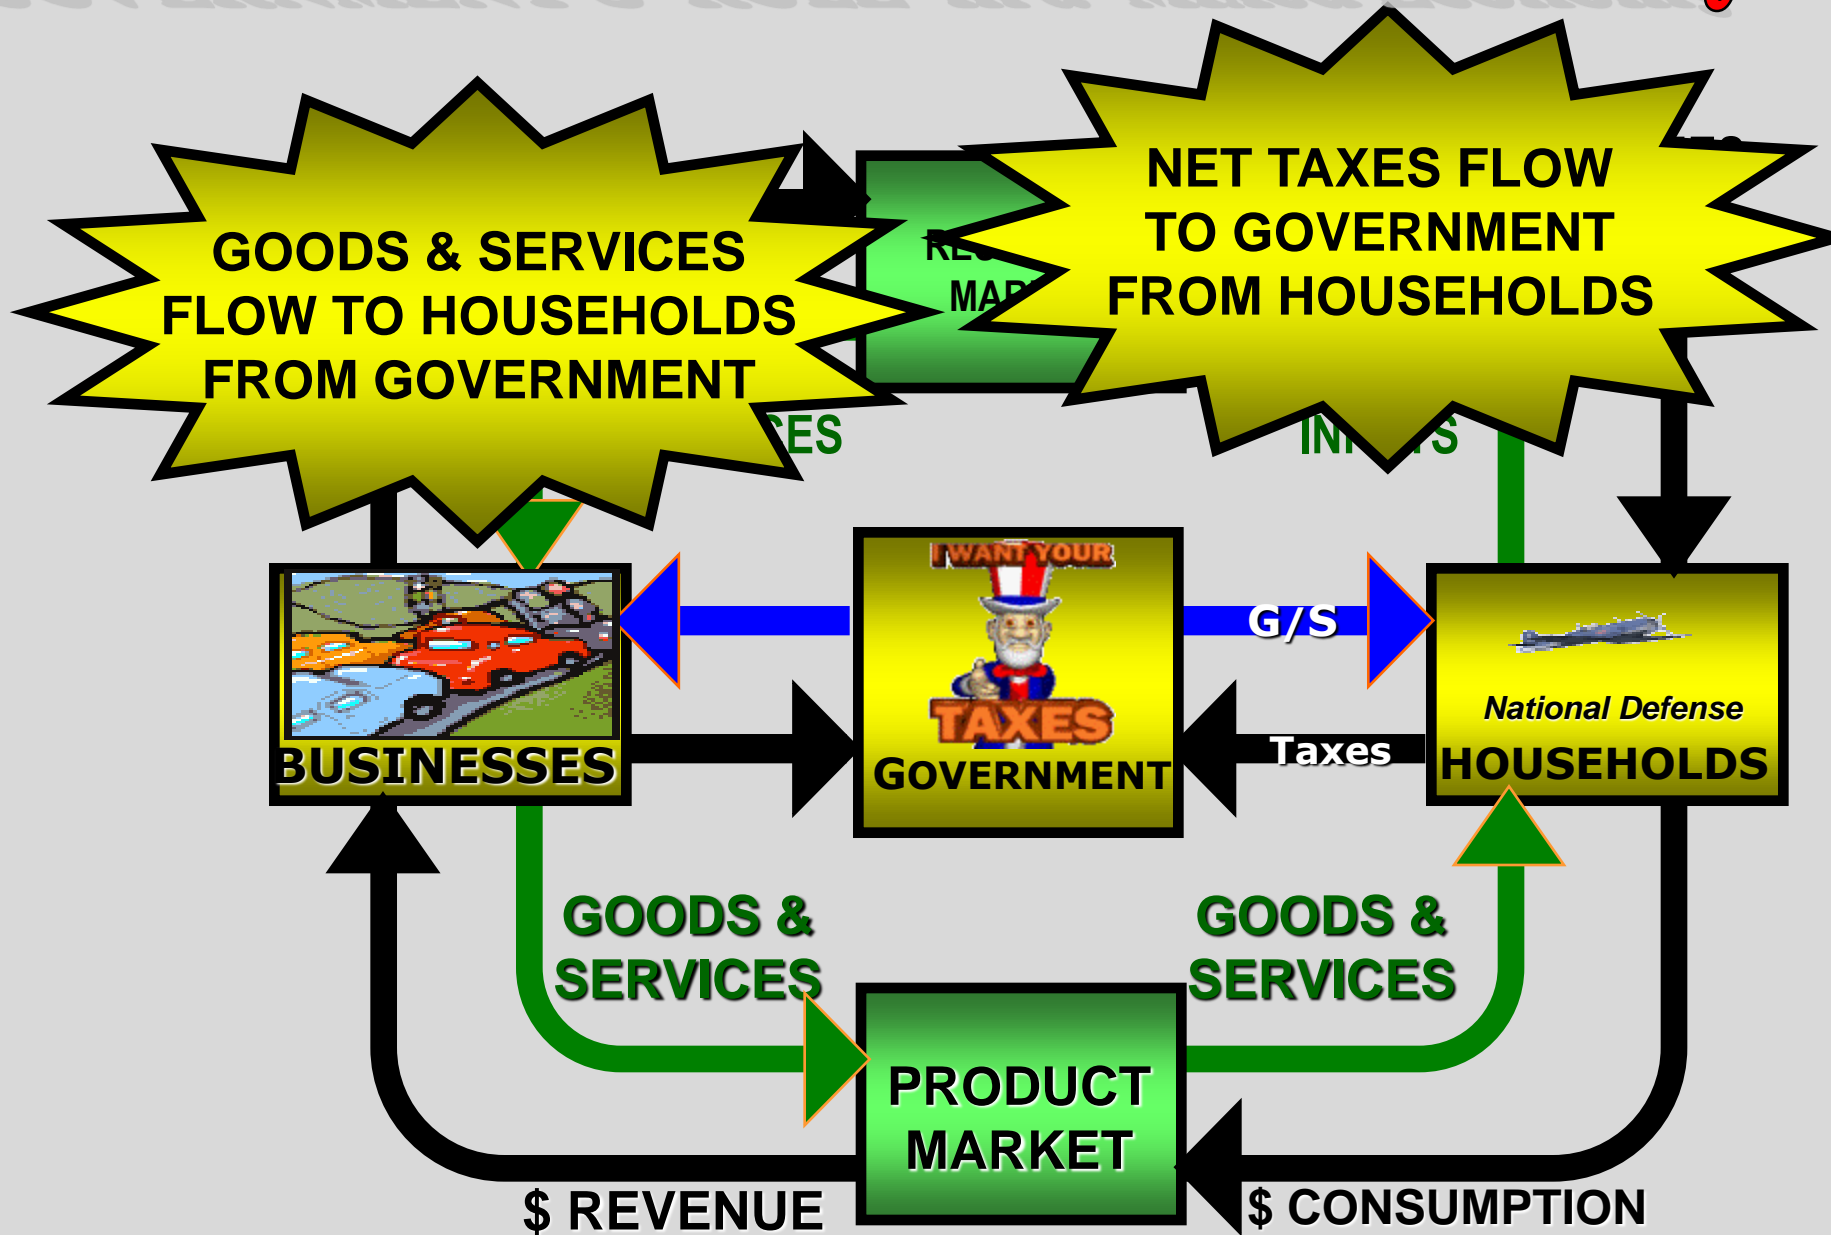 GOODS & SERVICES
FLOW TO HOUSEHOLDS
FROM GOVERNMENT
NET TAXES FLOW
TO GOVERNMENT
FROM HOUSEHOLDS
I WANT YOUR
TAXES
GOVERNMENT
BUSINESSES
G/S
Taxes
National Defense
HOUSEHOLDS
GOODS &
SERVICES
GOODS &
SERVICES
PRODUCT
MARKET
$ REVENUE
$ CONSUMPTION